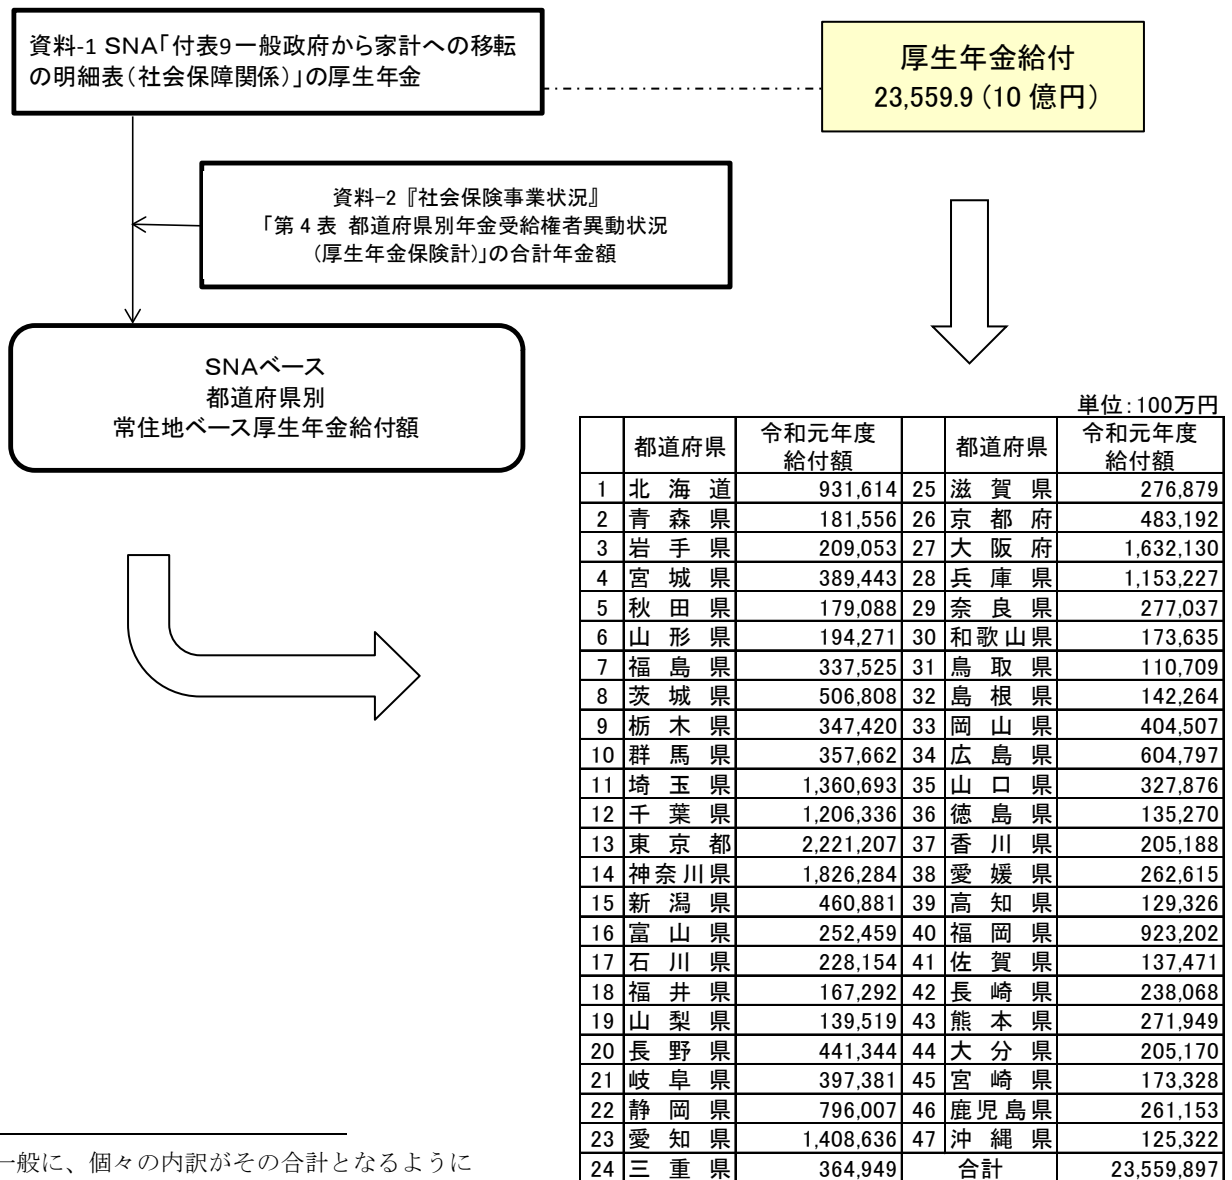 資料-1 SNA「付表9一般政府から家計への移転
の明細表（社会保障関係）」の厚生年金
厚生年金給付
23,559.9（10 億円）
資料-2『社会保険事業状況』
「第 4 表 都道府県別年金受給権者異動状況
（厚生年金保険計）」の合計年金額
SNAベース
都道府県別
常住地ベース厚生年金給付額
単位：100万円
都道府県 令和元年度 都道府県 令和元年度
給付額 給付額
1 北海道 931,614 25 滋賀県 276,879
2 青森県 181,556 26 京都府 483,192
3 岩手県 209,053 27 大阪府 1,632,130
4 宮城県 389,443 28 兵庫県 1,153,227
5 秋田県 179,088 29 奈良県 277,037
6 山形県 194,271 30 和歌山県 173,635
7 福島県 337,525 31 鳥取県 110,709
8 茨城県 506,808 32 島根県 142,264
9 栃木県 347,420 33 岡山県 404,507
10 群馬県 357,662 34 広島県 604,797
11 埼玉県 1,360,693 35 山口県 327,876
12 千葉県 1,206,336 36 徳島県 135,270
13 東京都 2,221,207 37 香川県 205,188
14 神奈川県 1,826,284 38 愛媛県 262,615
15 新潟県 460,881 39 高知県 129,326
16 富山県 252,459 40 福岡県 923,202
17 石川県 228,154 41 佐賀県 137,471
18 福井県 167,292 42 長崎県 238,068
19 山梨県 139,519 43 熊本県 271,949
20 長野県 441,344 44 大分県 205,170
21 岐阜県 397,381 45 宮崎県 173,328
22 静岡県 796,007 46 鹿児島県 261,153
23 愛知県 1,408,636 47 沖縄県 125,322
24 三重県 364,949 合計 23,559,897
一般に、個々の内訳がその合計となるように